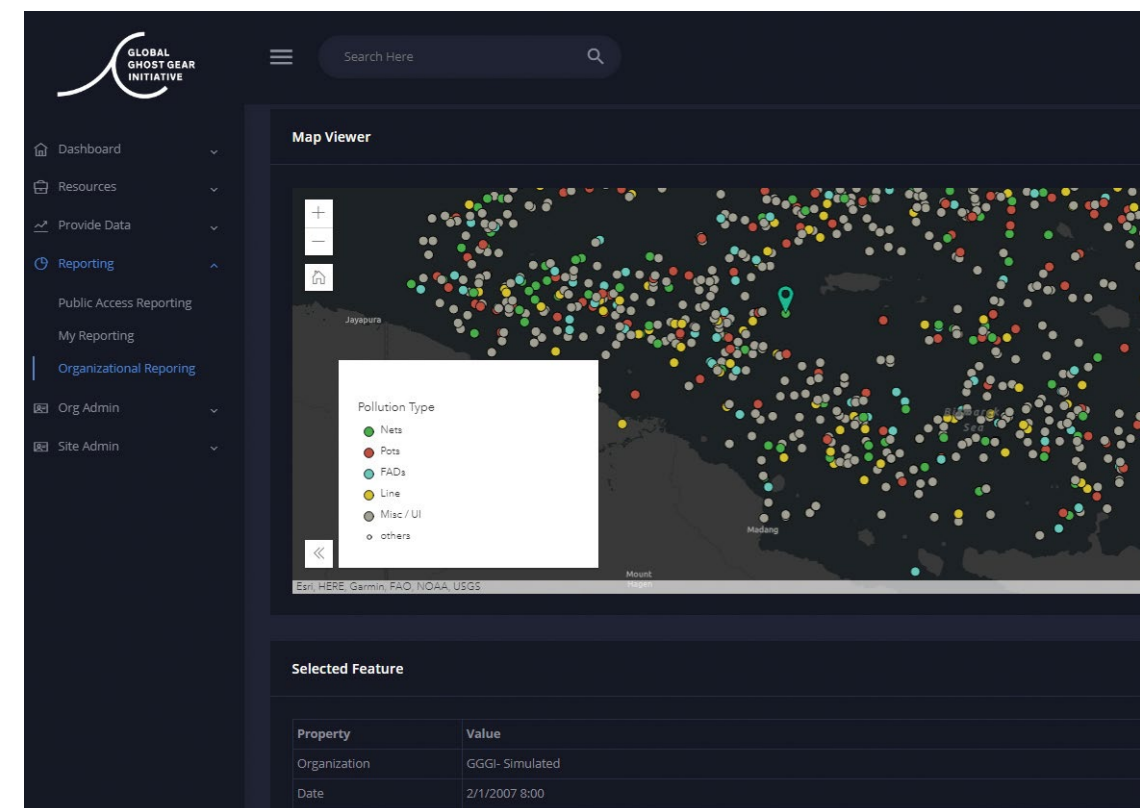 GLOBAL
GHOST GEAR
INITIATIVE
Search Here
Dashboard
Resources
Provide Data
Reporting
Public Access Reporting
My Reporting
Organizational Reporing
Org Admin
Site Admin
Map Viewer
Jayapura
Bismarck
Sea
Madang
Mount
Hagen
Pollution Type
Nets
Pots
FADs
Line
Misc / UI
others
Esri, HERE, Garmin, FAO, NOAA, USGS
Selected Feature
Property Value
Organization GGGI- Simulated
Date 2/1/2007 8:00